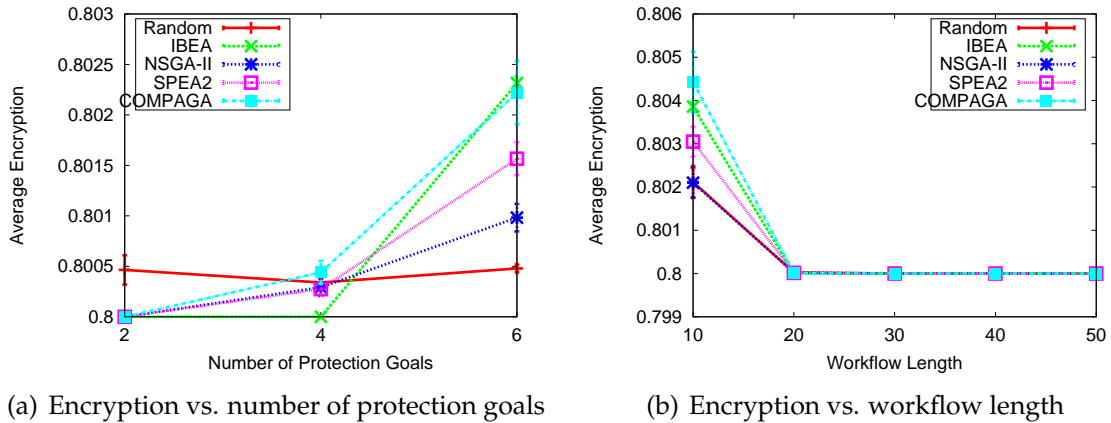 0.803
0.8025
0.802
0.8015
0.801
0.8005
0.8
2
4
6
Average Encryption
Number of Protection Goals
Random
IBEA
NSGA-II
SPEA2
COMPAGA
(a) Encryption vs. number of protection goals
0.806
0.805
0.804
0.803
0.802
0.801
0.8
0.799
10
20
30
40
50
Average Encryption
Workflow Length
Random
IBEA
NSGA-II
SPEA2
COMPAGA
(b) Encryption vs. workflow length